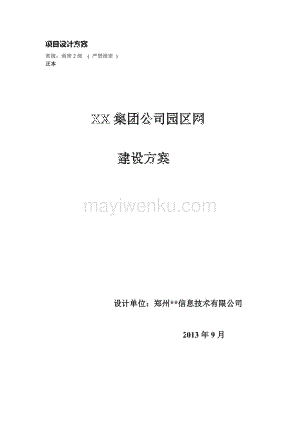 项目设计方案
密级：商密2级 （ 严禁泄密 ）
正本
XX 集团公司园区网
建设方案
mayiwenku.com
设计单位：郑州**信息技术有限公司
2013 年 9 月